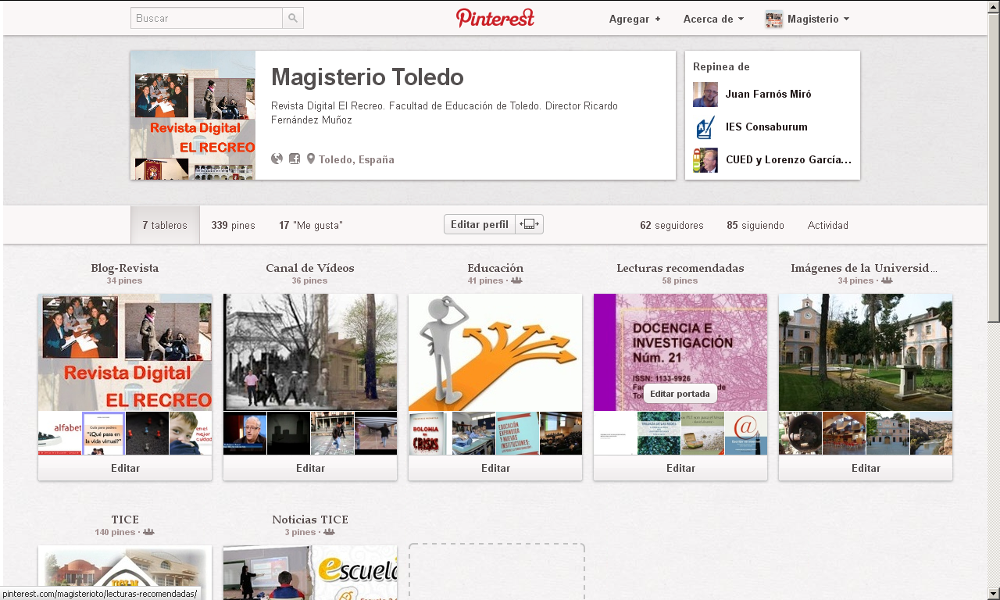 Buscar
Pinterest
Agregar +
Acerca de
Magisterio
Revista Digital
EL RECREO
Magisterio Toledo
Revista Digital El Recreo. Facultad de Educación de Toledo. Director Ricardo
Fernández Muñoz
Toledo, España
Repinea de
Juan Farnós Miró
IES Consaburum
CUED y Lorenzo García...
7 tableros
339 pines
17 "Me gusta"
Editar perfil
62 seguidores
85 siguiendo
Actividad
Blog-Revista
34 pines
Revista Digital
EL RECREO
alfabet
Guía para padres:
"¿Qué pasa en
la vida virtual?"
Editar
Canal de Vídeos
36 pines
Editar
Educación
41 pines ·
BOLONIA
EN
CRISIS
EDUCACIÓN
EXPANDIDA
Y NUEVAS
INSTITUCIONES:
Editar
Lecturas recomendadas
58 pines
DOCENCIA E
INVESTIGACIÓN
Núm. 21
ISSN: 1133-9926
Editar portada
de
@
Editar
Imágenes de la Universid...
34 pines ·
Editar
TICE
140 pines ·
Noticias TICE
3 pines ·
escuela
pinterest.com/magisterioto/lecturas-recomendadas/